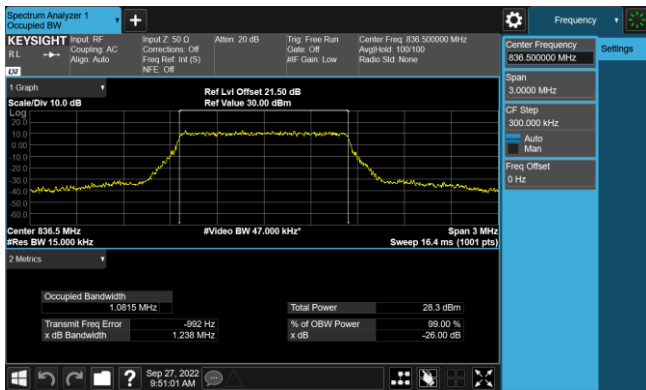 Spectrum Analyzer 1
Occupied BW
Frequency
KEYSIGHT
RL
LXI
Input: RF
Coupling: AC
Align: Auto
Input Z: 50 Ω
Corrections: Off
Freq Ref: Int (S)
NFE: Off
Atten: 20 dB
Trig: Free Run
Gate: Off
#IF Gain: Low
Center Freq: 836.500000 MHz
Avg|Hold: 100/100
Radio Std: None
Center Frequency
836.500000 MHz
Settings
Span
3.0000 MHz
CF Step
300.000 kHz
Auto
Man
Freq Offset
0 Hz
1 Graph
Scale/Div 10.0 dB
Ref Lvl Offset 21.50 dB
Ref Value 30.00 dBm
Log
20.0
10.0
0.00
-10.0
-20.0
-30.0
-40.0
-50.0
-60.0
Center 836.5 MHz
#Res BW 15.000 kHz
#Video BW 47.000 kHz*
Span 3 MHz
Sweep 16.4 ms (1001 pts)
2 Metrics
Occupied Bandwidth
1.0815 MHz
Total Power 28.3 dBm
Transmit Freq Error -992 Hz
% of OBW Power 99.00 %
x dB Bandwidth 1.238 MHz
x dB -26.00 dB
?
Sep 27, 2022
9:51:01 AM